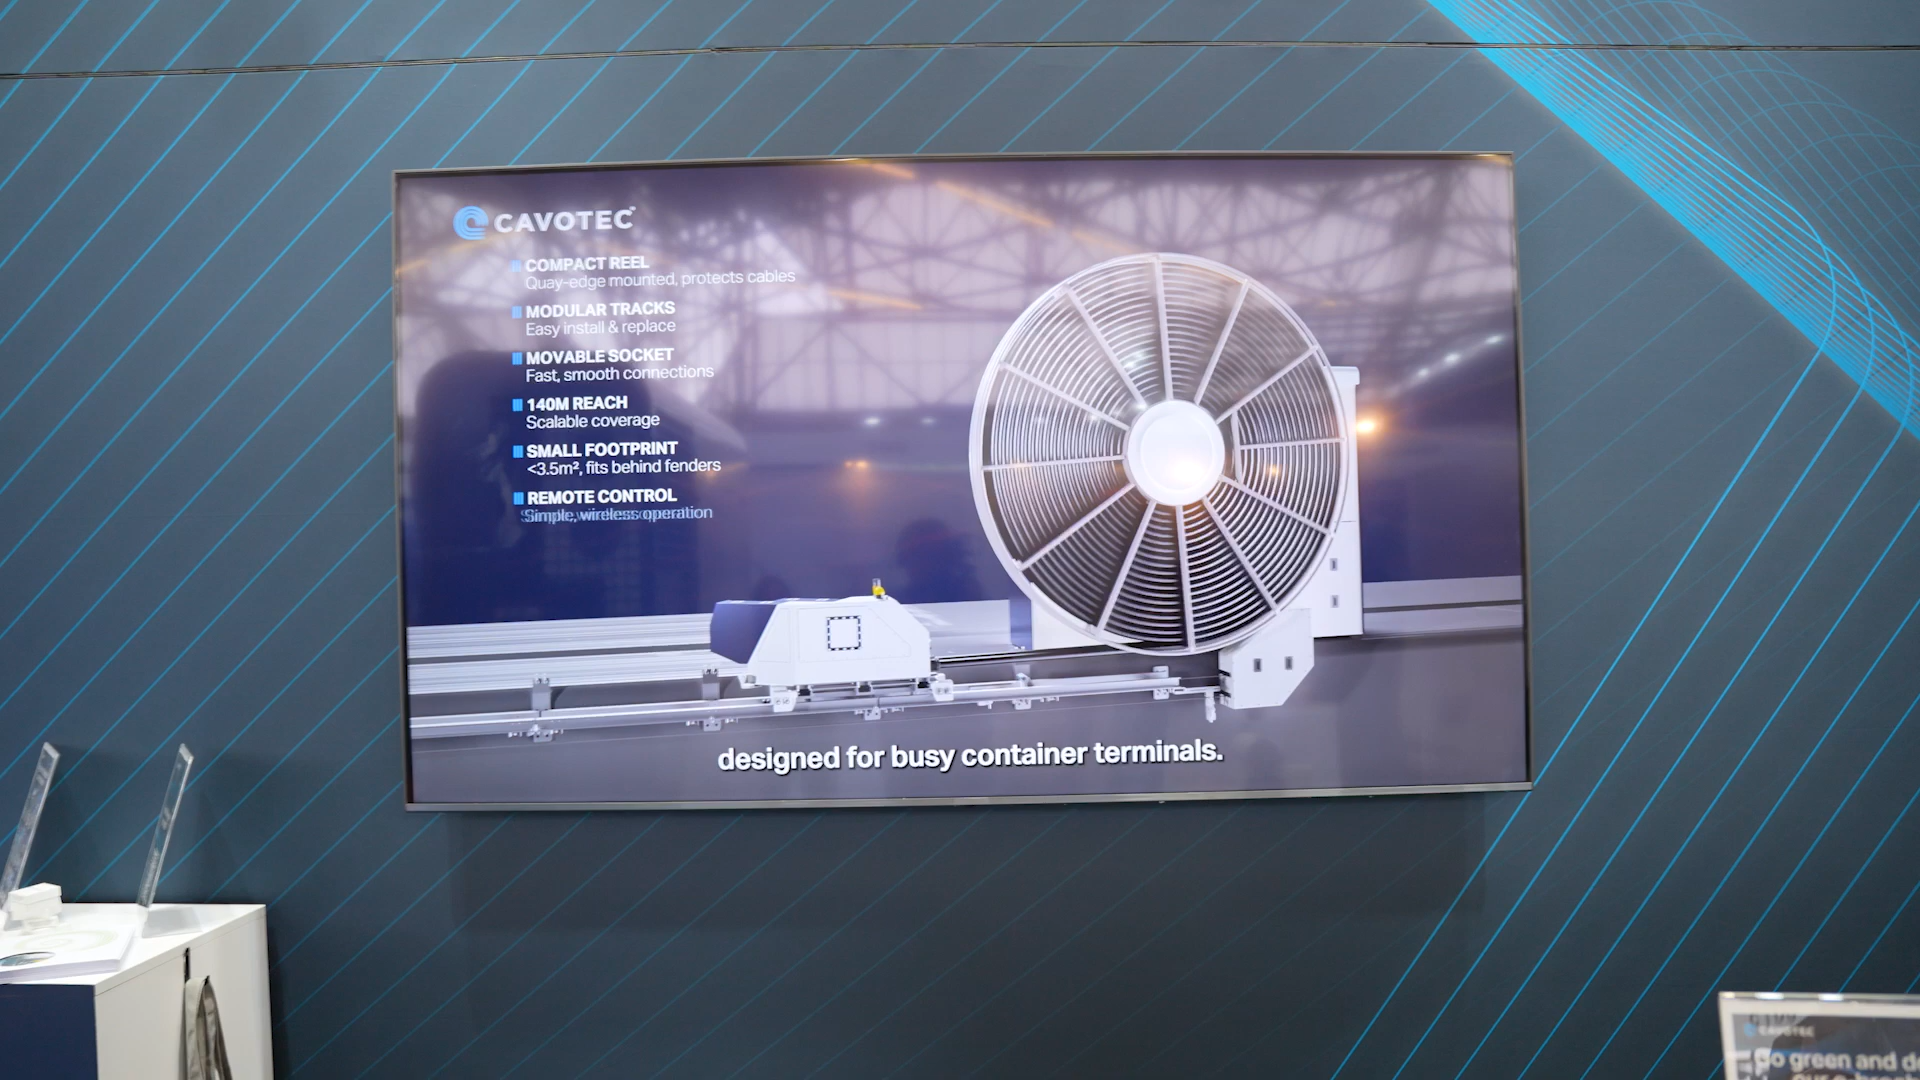 CAVOTEC™
COMPACT REEL
Quay-edge mounted, protects cables
MODULAR TRACKS
Easy install & replace
MOVABLE SOCKET
Fast, smooth connections
140M REACH
Scalable coverage
SMALL FOOTPRINT
<3.5m², fits behind fenders
REMOTE CONTROL
Simple, wireless operation
designed for busy container terminals.
CAVOTEC
Go green and